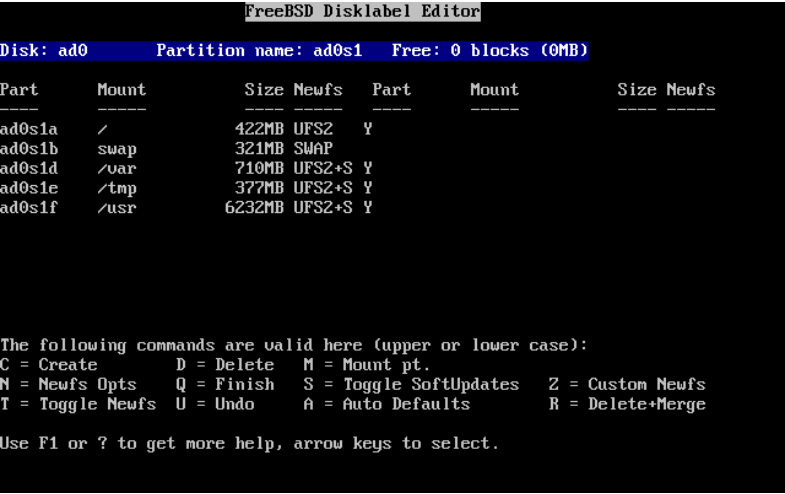 FreeBSD Disklabel Editor
Disk: ad0 Partition name: ad0s1 Free: 0 blocks (0MB)
Part Mount Size Newfs Part Mount Size Newfs
---- ----- ---- ----- ---- ----- ---- -----
ad0s1a / 422MB UFS2 Y
ad0s1b swap 321MB SWAP
ad0s1d /var 710MB UFS2+S Y
ad0s1e /tmp 377MB UFS2+S Y
ad0s1f /usr 6232MB UFS2+S Y
The following commands are valid here (upper or lower case):
C = Create D = Delete M = Mount pt.
N = Newfs Opts Q = Finish S = Toggle SoftUpdates Z = Custom Newfs
T = Toggle Newfs U = Undo A = Auto Defaults R = Delete+Merge
Use F1 or ? to get more help, arrow keys to select.